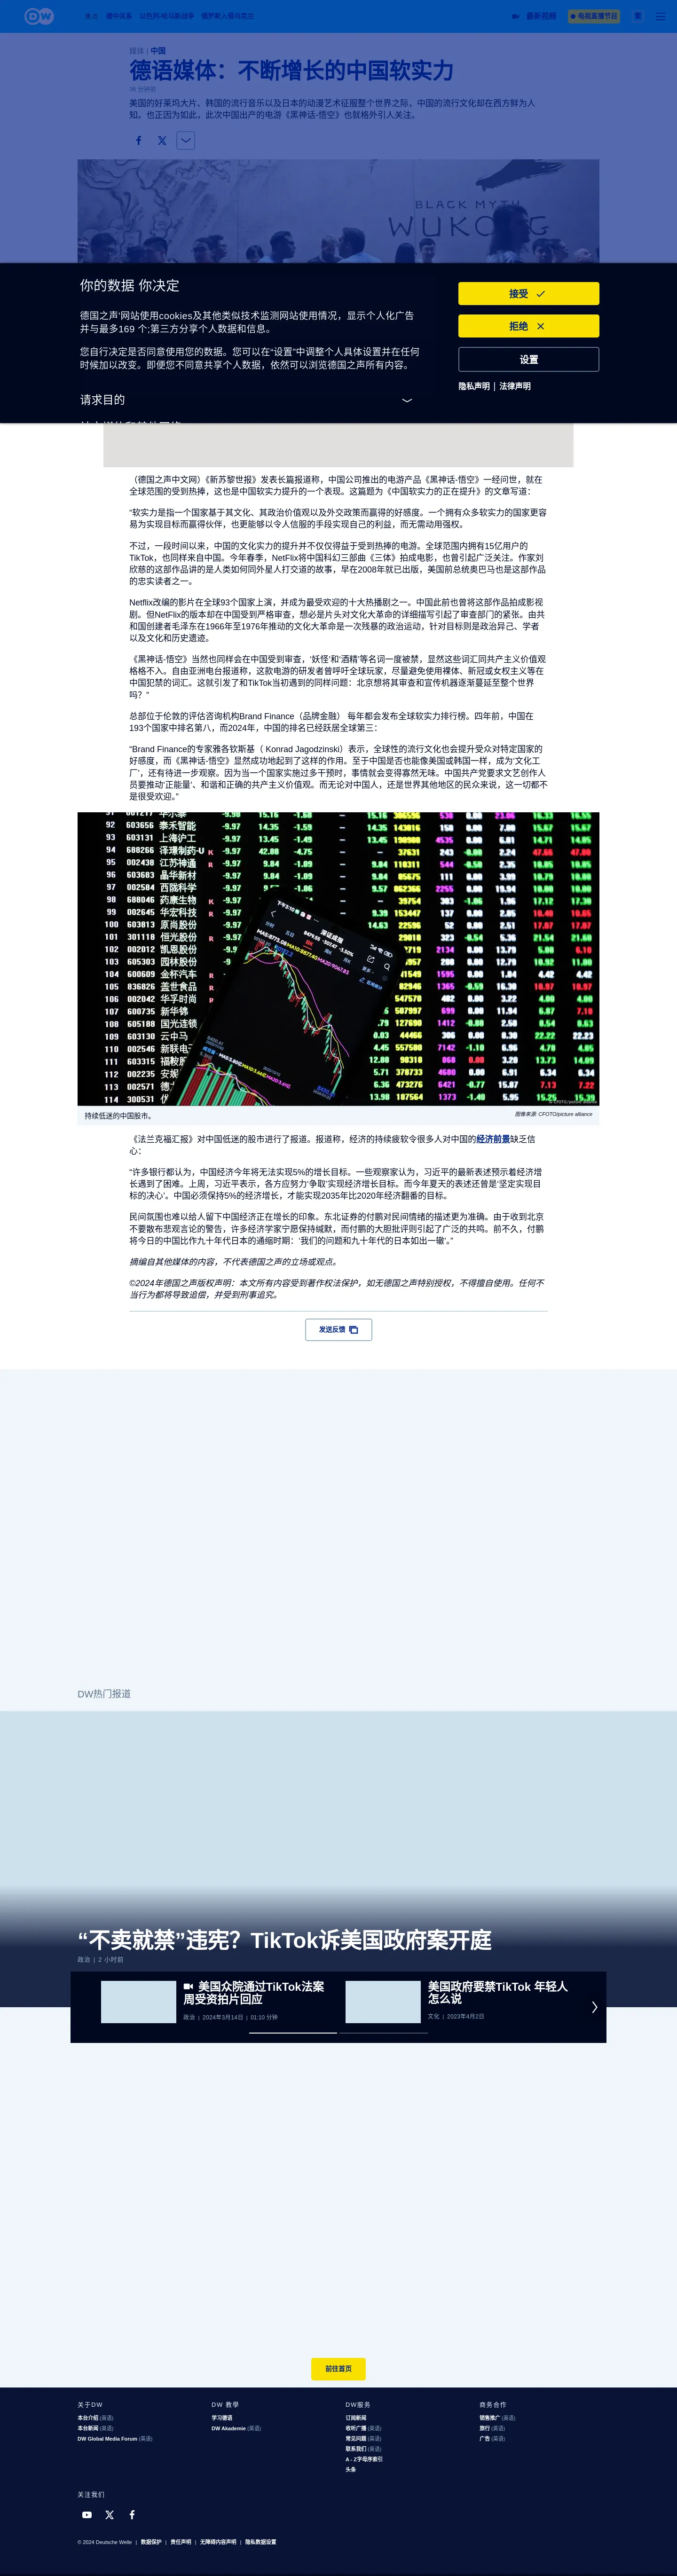 DW
焦点
德中关系
以色列-哈马斯战争
俄罗斯入侵乌克兰
最新视频
电视直播节目
繁
媒体 | 中国
德语媒体：不断增长的中国软实力
36 分钟前
美国的好莱坞大片、韩国的流行音乐以及日本的动漫艺术征服整个世界之际，中国的流行文化却在西方鲜为人
知。也正因为如此，此次中国出产的电游《黑神话-悟空》也就格外引人关注。
BLACK MYTH
WUKONG
你的数据 你决定
德国之声'网站使用cookies及其他类似技术监测网站使用情况，显示个人化广告
并与最多169 个;第三方分享个人数据和信息。
您自行决定是否同意使用您的数据。您可以在“设置”中调整个人具体设置并在任何
时候加以改变。即便您不同意共享个人数据，依然可以浏览德国之声所有内容。
请求目的
接受
拒绝
设置
隐私声明 | 法律声明
（德国之声中文网）《新苏黎世报》发表长篇报道称，中国公司推出的电游产品《黑神话-悟空》一经问世，就在
全球范围的受到热捧，这也是中国软实力提升的一个表现。这篇题为《中国软实力的正在提升》的文章写道：
“软实力是指一个国家基于其文化、其政治价值观以及外交政策而赢得的好感度。一个拥有众多软实力的国家更容
易为实现目标而赢得伙伴，也更能够以令人信服的手段实现自己的利益，而无需动用强权。
不过，一段时间以来，中国的文化实力的提升并不仅仅得益于受到热捧的电游。全球范围内拥有15亿用户的
TikTok，也同样来自中国。今年春季，NetFlix将中国科幻三部曲《三体》拍成电影，也曾引起广泛关注。作家刘
欣慈的这部作品讲的是人类如何同外星人打交道的故事，早在2008年就已出版，美国前总统奥巴马也是这部作品
的忠实读者之一。
Netflix改编的影片在全球93个国家上演，并成为最受欢迎的十大热播剧之一。中国此前也曾将这部作品拍成影视
剧。但NetFlix的版本却在中国受到严格审查，想必是片头对文化大革命的详细描写引起了审查部门的紧张。由共
和国创建者毛泽东在1966年至1976年推动的文化大革命是一次残暴的政治运动，针对目标则是政治异己、学者
以及文化和历史遗迹。
《黑神话-悟空》当然也同样会在中国受到审查，‘妖怪’和‘酒精’等名词一度被禁，显然这些词汇同共产主义价值观
格格不入。自由亚洲电台报道称，这款电游的研发者曾呼吁全球玩家，尽量避免使用裸体、新冠或女权主义等在
中国犯禁的词汇。这就引发了和TikTok当初遇到的同样问题：北京想将其审查和宣传机器逐渐蔓延至整个世界
吗？”
总部位于伦敦的评估咨询机构Brand Finance（品牌金融） 每年都会发布全球软实力排行榜。四年前，中国在
193个国家中排名第八，而2024年，中国的排名已经跃居全球第三：
“Brand Finance的专家雅各钦斯基（ Konrad Jagodzinski）表示，全球性的流行文化也会提升受众对特定国家的
好感度，而《黑神话-悟空》显然成功地起到了这样的作用。至于中国是否也能像美国或韩国一样，成为‘文化工
厂’，还有待进一步观察。因为当一个国家实施过多干预时，事情就会变得寡然无味。中国共产党要求文艺创作人
员要推动‘正能量’、和谐和正确的共产主义价值观。而无论对中国人，还是世界其他地区的民众来说，这一切都不
是很受欢迎。”
持续低迷的中国股市。
图像来源: CFOTO/picture alliance
《法兰克福汇报》对中国低迷的股市进行了报道。报道称，经济的持续疲软令很多人对中国的经济前景缺乏信
心：
“许多银行都认为，中国经济今年将无法实现5%的增长目标。一些观察家认为，习近平的最新表述预示着经济增
长遇到了困难。上周，习近平表示，各方应努力‘争取’实现经济增长目标。而今年夏天的表述还曾是‘坚定实现目
标的决心’。中国必须保持5%的经济增长，才能实现2035年比2020年经济翻番的目标。
民间氛围也难以给人留下中国经济正在增长的印象。东北证券的付鹏对民间情绪的描述更为准确。由于收到北京
不要散布悲观言论的警告，许多经济学家宁愿保持缄默，而付鹏的大胆批评则引起了广泛的共鸣。前不久，付鹏
将今日的中国比作九十年代日本的通缩时期：‘我们的问题和九十年代的日本如出一辙’。”
摘编自其他媒体的内容，不代表德国之声的立场或观点。
©2024年德国之声版权声明：本文所有内容受到著作权法保护，如无德国之声特别授权，不得擅自使用。任何不
当行为都将导致追偿，并受到刑事追究。
发送反馈
DW热门报道
“不卖就禁”违宪？TikTok诉美国政府案开庭
政治 | 2 小时前
美国众院通过TikTok法案
周受资拍片回应
政治 | 2024年3月14日 | 01:10 分钟
美国政府要禁TikTok 年轻人
怎么说
文化 | 2023年4月2日
前往首页
关于DW
本台介绍 (英语)
本台新闻 (英语)
DW Global Media Forum (英语)
DW 教學
学习德语
DW Akademie (英语)
DW服务
订阅新闻
收听广播 (英语)
常见问题 (英语)
联系我们 (英语)
A - Z字母序索引
头条
商务合作
销售推广 (英语)
旅行 (英语)
广告 (英语)
关注我们
© 2024 Deutsche Welle | 数据保护 | 责任声明 | 无障碍内容声明 | 隐私数据设置